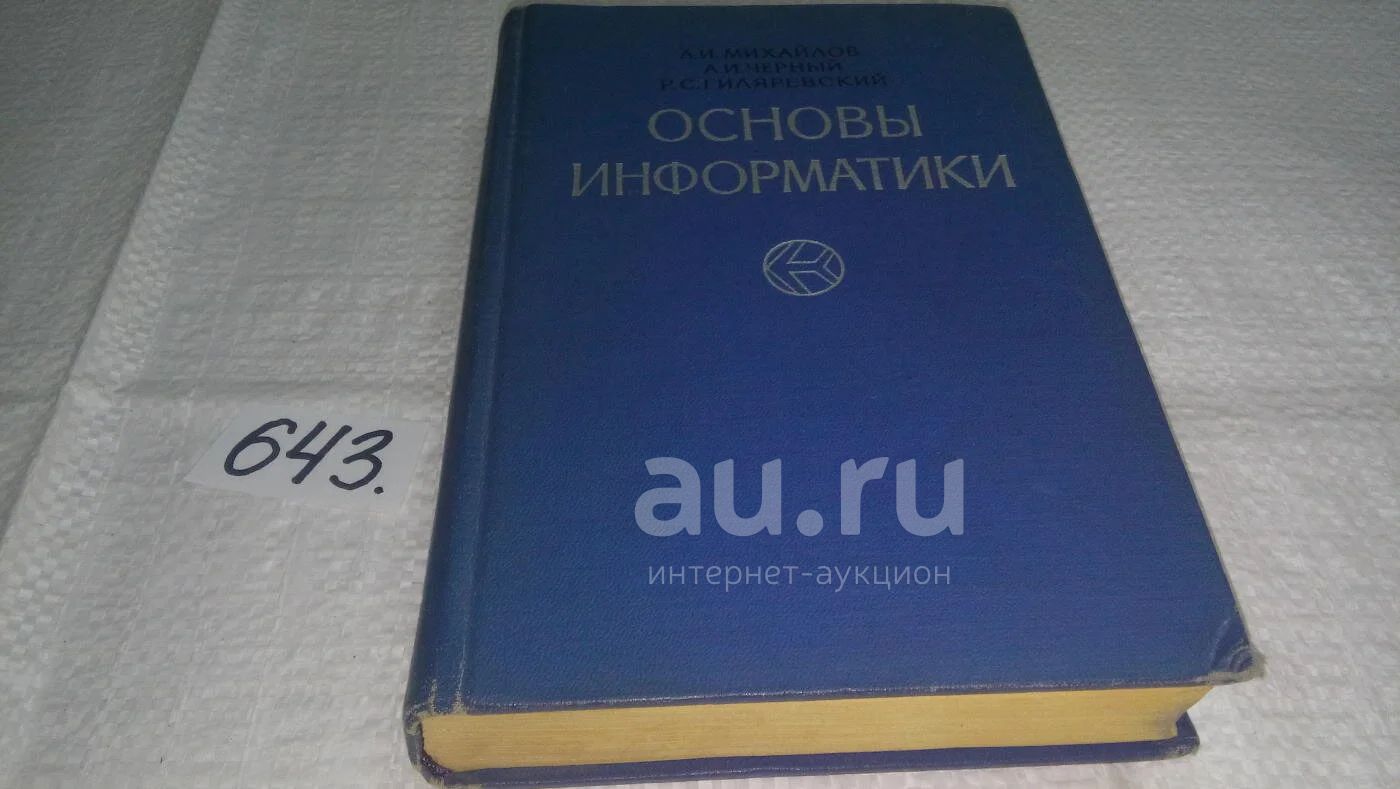 А.И.МИХАЙЛОВ
А.И.ЧЕРНЫЙ
Р.С.ГИЛЯРЕВСКИЙ
ОСНОВЫ
ИНФОРМАТИКИ
643.
au.ru
интернет-аукцион